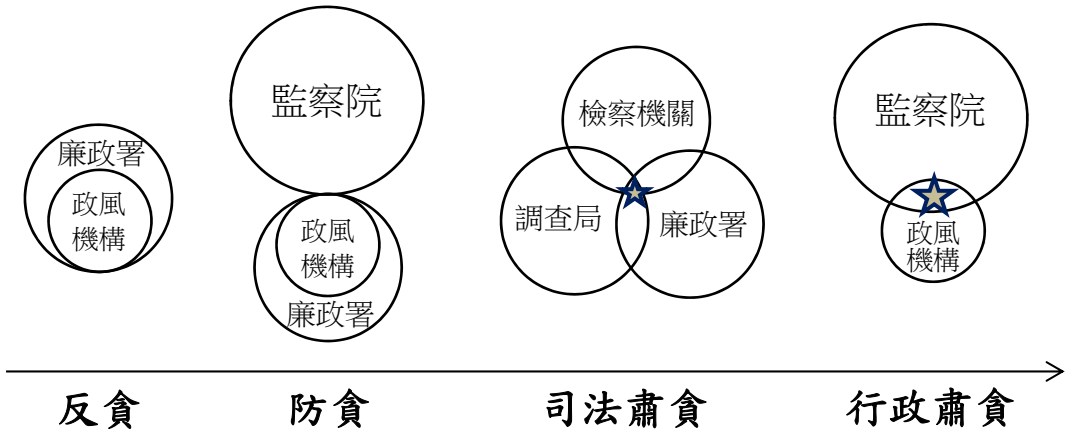 廉政署
政風
機構
監察院
政風
機構
廉政署
檢察機關
調查局
廉政署
監察院
政風
機構
反貪
防貪
司法肅貪
行政肅貪